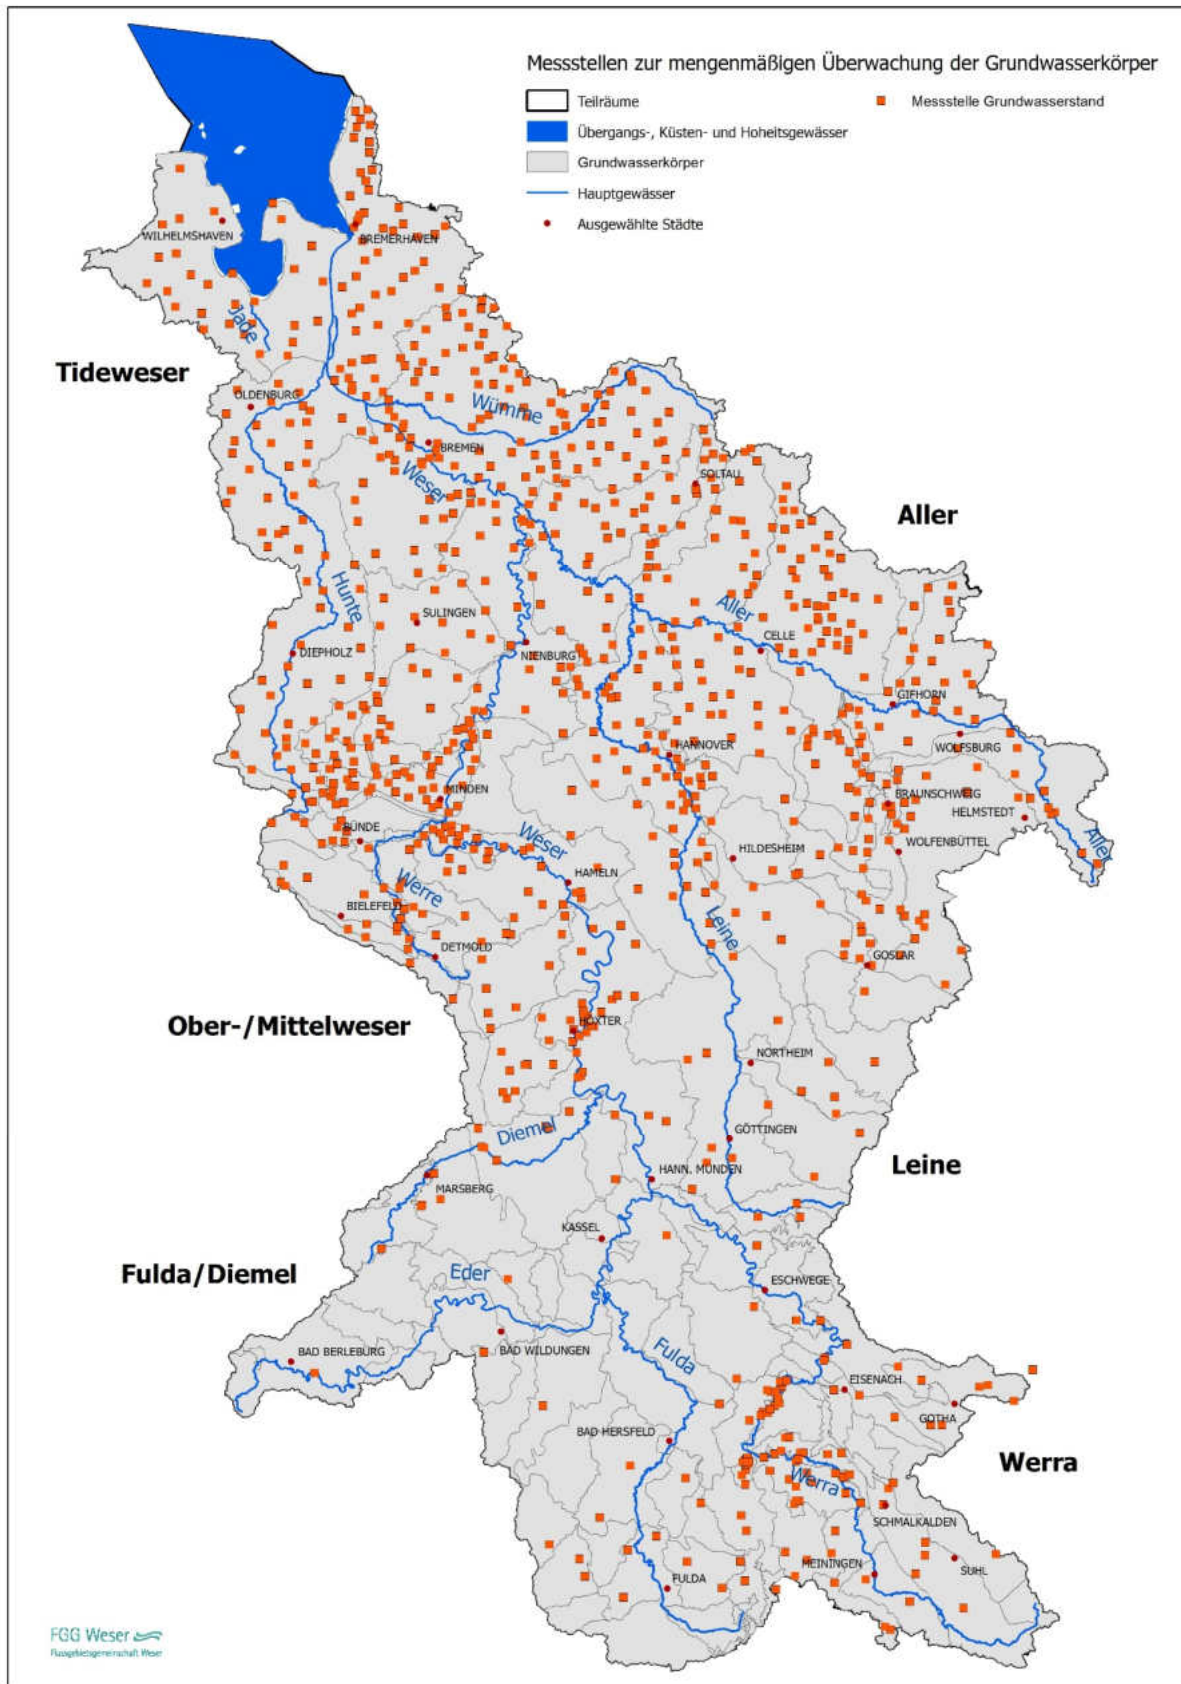 Messstellen zur mengenmäßigen Überwachung der Grundwasserkörper
Teilräume
Messstelle Grundwasserstand
Übergangs-, Küsten- und Hoheitsgewässer
Grundwasserkörper
Hauptgewässer
Ausgewählte Städte
WILHELMSHAVEN
BREMERHAVEN
Jade
Tideweser
OLDENBURG
Wümme
BREMEN
Weser
SOLTAU
Aller
Hunte
Aller
SULINGEN
CELLE
DIEPHOLZ
NIENBURG
GIFHORN
HANNOVER
WOLFSBURG
MINDEN
BRAUNSCHWEIG
HELMSTEDT
BÜNDE
Weser
HILDESHEIM
WOLFENBÜTTEL
Aller
HAMELN
Werre
BIELEFELD
Leine
DETMOLD
GOSLAR
Ober-/Mittelweser
HÖXTER
NORTHEIM
Diemel
GÖTTINGEN
Leine
MARSBERG
HANN. MÜNDEN
KASSEL
Fulda/Diemel
Eder
ESCHWEGE
BAD BERLEBURG
BAD WILDUNGEN
Fulda
EISENACH
GOTHA
BAD HERSFELD
Werra
Werra
SCHMALKALDEN
MEININGEN
SUHL
FULDA
FGG Weser
Flussgebietsgemeinschaft Weser